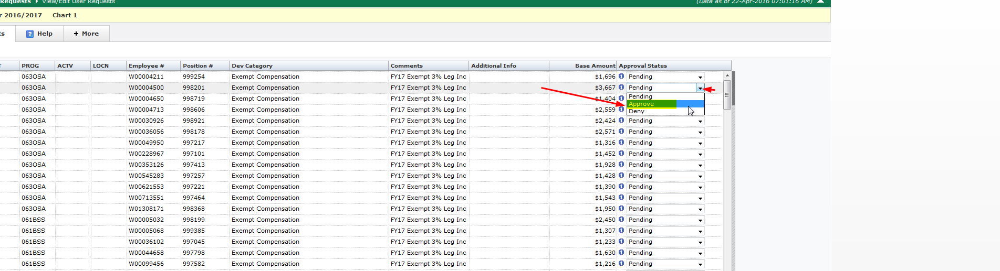 Requests View/Edit User Requests (Data as of 22-Apr-2016 07:01:16 AM)
r 2016/2017 Chart 1
ts ? Help + More
T PROG ACTV LOCN Employee # Position # Dev Category Comments Additional Info Base Amount Approval Status
063OSA W00004211 999254 Exempt Compensation FY17 Exempt 3% Leg Inc $1,696 Pending
063OSA W00004500 998201 Exempt Compensation FY17 Exempt 3% Leg Inc $3,667 Pending
Pending
063OSA W00004650 998719 Exempt Compensation FY17 Exempt 3% Leg Inc $1,404
Approve
063OSA W00004713 998606 Exempt Compensation FY17 Exempt 3% Leg Inc $2,559
Deny
063OSA W00030926 998921 Exempt Compensation FY17 Exempt 3% Leg Inc $2,424 Pending
063OSA W00036056 998178 Exempt Compensation FY17 Exempt 3% Leg Inc $2,571 Pending
063OSA W00049950 997217 Exempt Compensation FY17 Exempt 3% Leg Inc $1,316 Pending
063OSA W00228967 997101 Exempt Compensation FY17 Exempt 3% Leg Inc $1,452 Pending
063OSA W00353126 997413 Exempt Compensation FY17 Exempt 3% Leg Inc $1,928 Pending
063OSA W00545283 997257 Exempt Compensation FY17 Exempt 3% Leg Inc $1,428 Pending
063OSA W00621553 997221 Exempt Compensation FY17 Exempt 3% Leg Inc $1,390 Pending
063OSA W00713551 997464 Exempt Compensation FY17 Exempt 3% Leg Inc $1,543 Pending
063OSA W01308171 998368 Exempt Compensation FY17 Exempt 3% Leg Inc $1,950 Pending
061BSS W00005032 998199 Exempt Compensation FY17 Exempt 3% Leg Inc $2,450 Pending
061BSS W00005068 999385 Exempt Compensation FY17 Exempt 3% Leg Inc $1,307 Pending
061BSS W00036102 997045 Exempt Compensation FY17 Exempt 3% Leg Inc $1,233 Pending
061BSS W00044658 997798 Exempt Compensation FY17 Exempt 3% Leg Inc $1,630 Pending
061BSS W00099456 997582 Exempt Compensation FY17 Exempt 3% Leg Inc $1,216 Pending